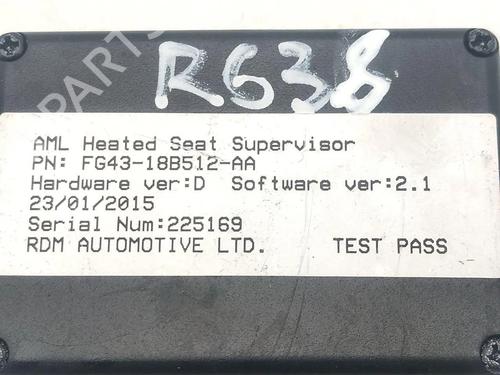 RG38
AML Heated Seat Supervisor
PN: FG43-18B512-AA
Hardware ver:D Software ver:2.1
23/01/2015
Serial Num:225169
RDM AUTOMOTIVE LTD. TEST PASS